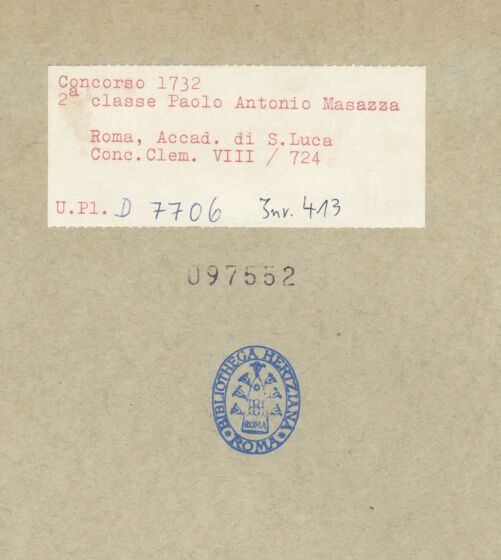 Concorso 1732
2a classe Paolo Antonio Masazza
Roma, Accad. di S.Luca
Conc.Clem. VIII / 724
U.Pl. D 7706 Inv. 413
097552
BIBLIOTHECA HERTZIANA
ROMA
ROMA